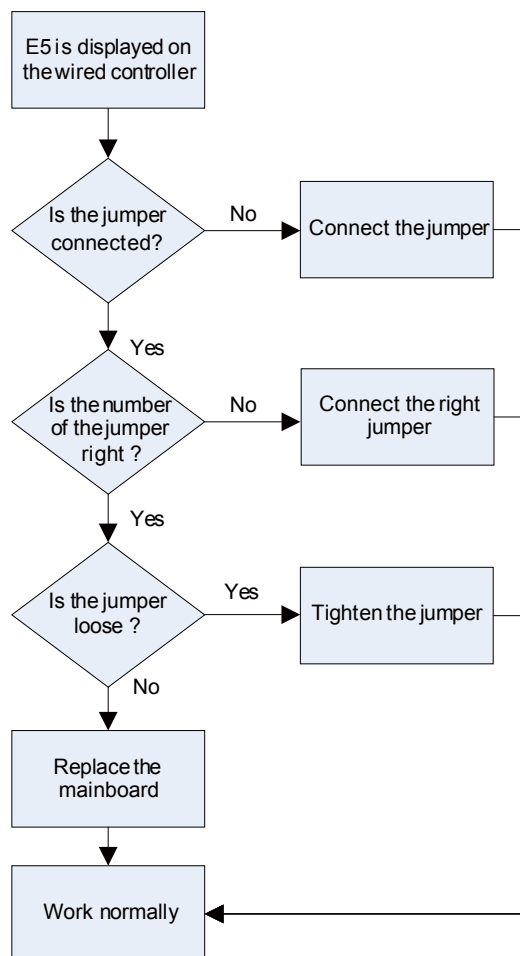 E5 is displayed on
the wired controller
Is the jumper
connected?
No
Connect the jumper
Yes
Is the number
of the jumper
right ?
No
Connect the right
jumper
Yes
Is the jumper
loose ?
Yes
Tighten the jumper
No
Replace the
mainboard
Work normally